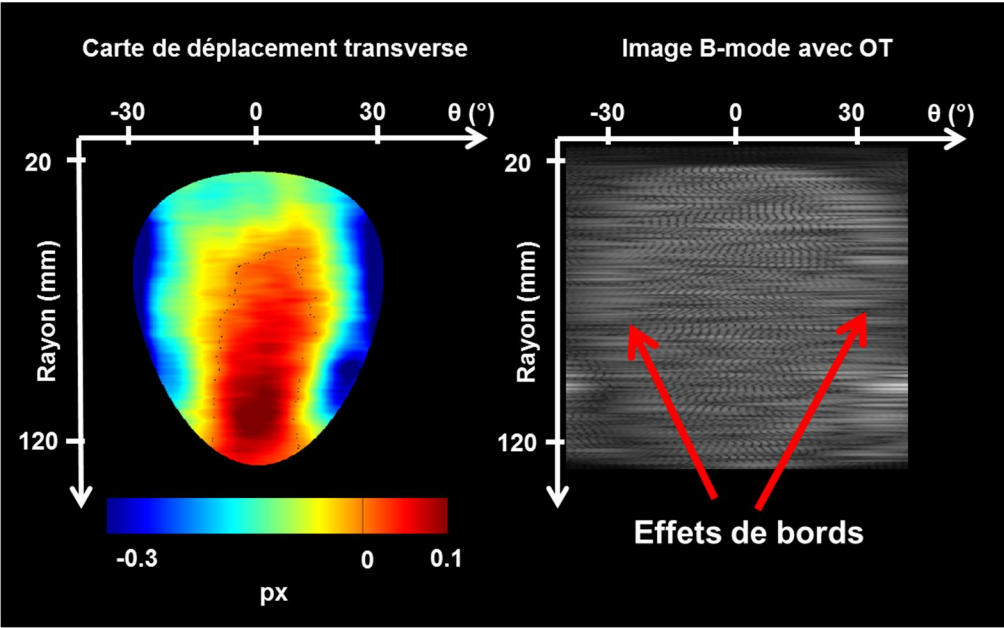 Carte de déplacement transverse
-30 0 30 θ (°)
20
Rayon (mm)
120
-0.3 0 0.1
px
Image B-mode avec OT
-30 0 30 θ (°)
20
Rayon (mm)
120
Effets de bords